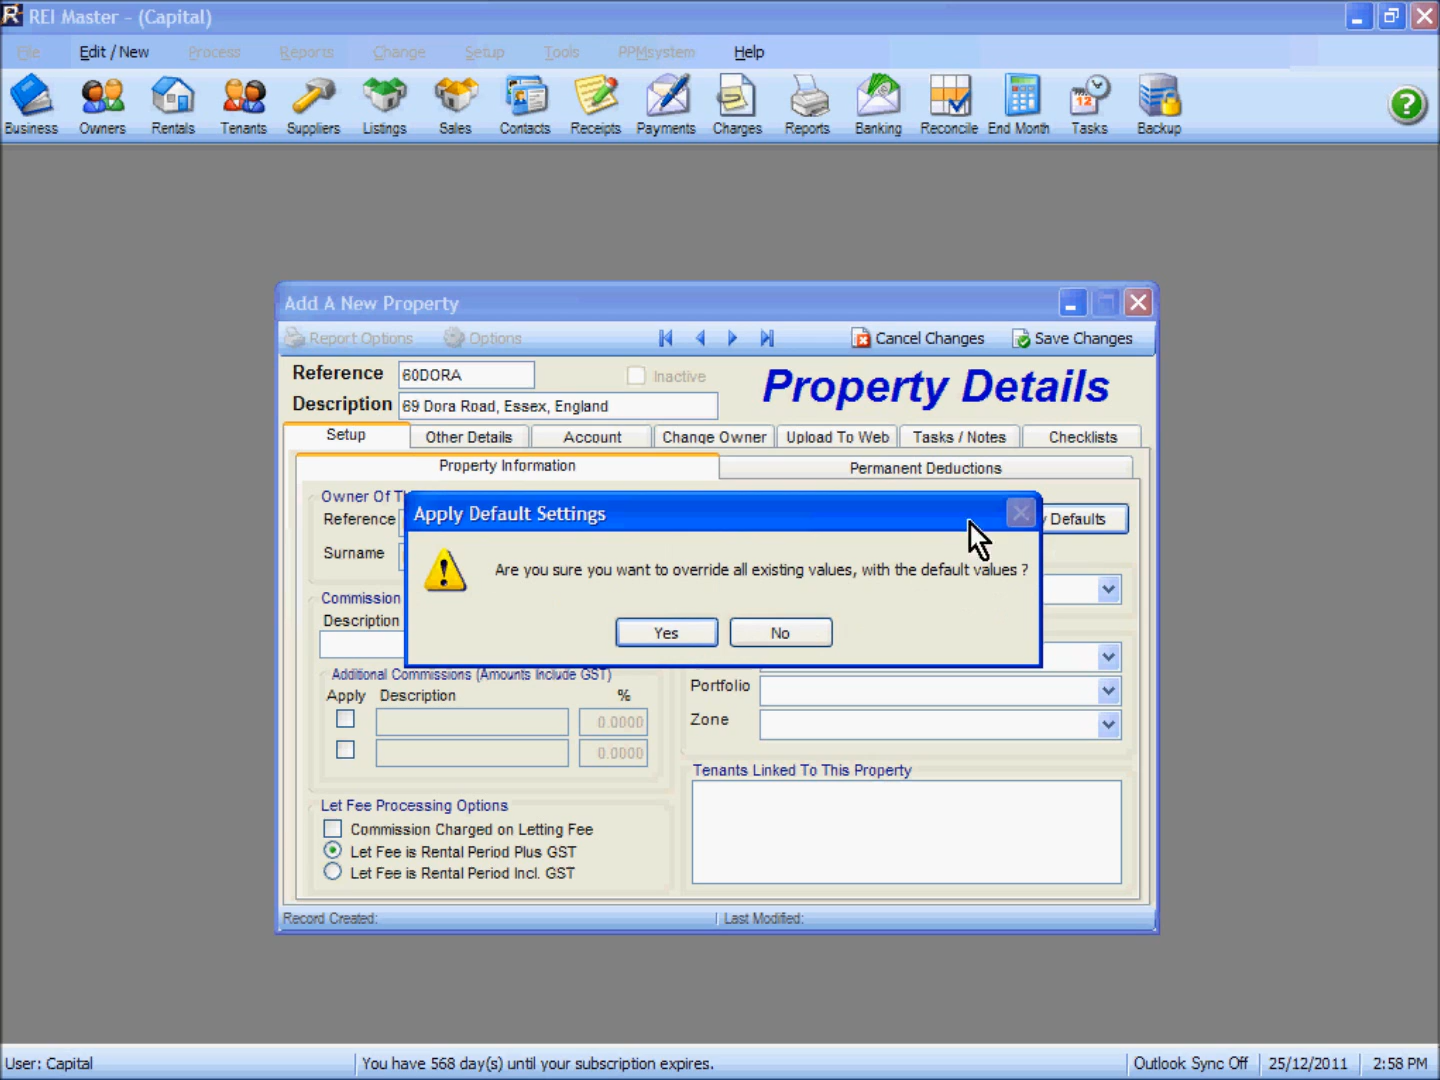 REI Master - (Capital)
File Edit / New Process Reports Change Setup Tools PPMsystem Help
Business Owners Rentals Tenants Suppliers Listings Sales Contacts Receipts Payments Charges Reports Banking Reconcile End Month Tasks Backup
Add A New Property
Report Options Options Cancel Changes Save Changes
Reference 60DORA Inactive
Property Details
Description 69 Dora Road, Essex, England
Setup Other Details Account Change Owner Upload To Web Tasks / Notes Checklists
Property Information Permanent Deductions
Owner Of
Apply Default Settings
Reference
Defaults
Surname
Are you sure you want to override all existing values, with the default values ?
Commission
Description
Yes No
Additional Commissions (Amounts Include GST)
Apply Description %
0.0000
0.0000
Portfolio
Zone
Tenants Linked To This Property
Let Fee Processing Options
Commission Charged on Letting Fee
Let Fee is Rental Period Plus GST
Let Fee is Rental Period Incl. GST
Record Created: Last Modified:
User: Capital You have 568 day(s) until your subscription expires. Outlook Sync Off 25/12/2011 2:58 PM